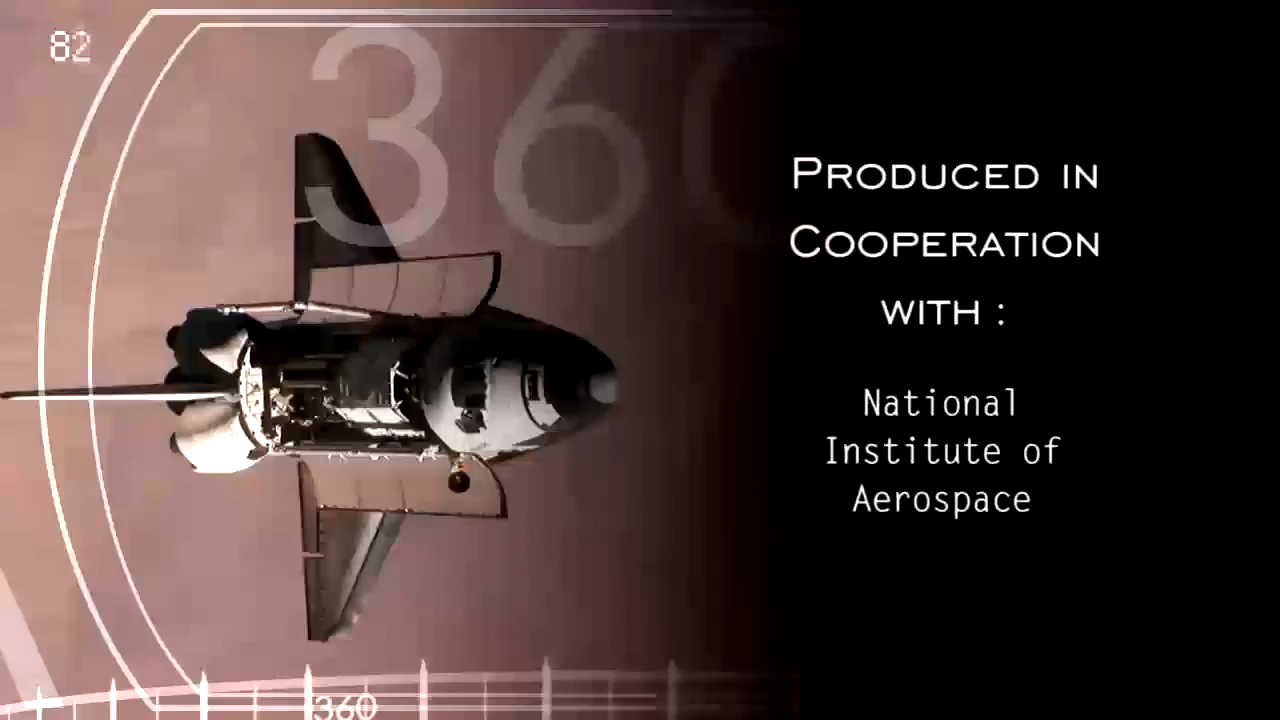 82
360
PRODUCED IN
COOPERATION
WITH :
National
Institute of
Aerospace
360